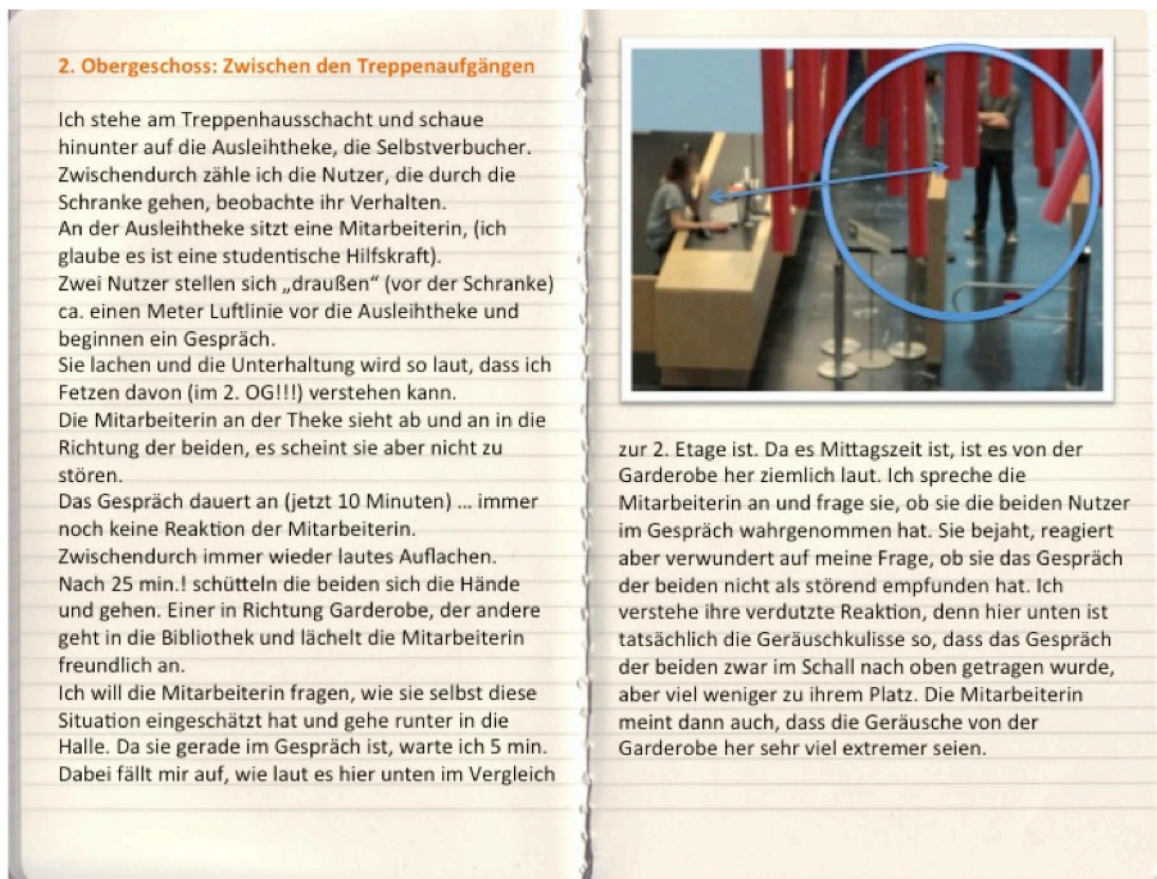 2. Obergeschoss: Zwischen den Treppenaufgängen
Ich stehe am Treppenhausschacht und schaue
hinunter auf die Ausleihtheke, die Selbstverbucher.
Zwischendurch zähle ich die Nutzer, die durch die
Schranke gehen, beobachte ihr Verhalten.
An der Ausleihtheke sitzt eine Mitarbeiterin, (ich
glaube es ist eine studentische Hilfskraft).
Zwei Nutzer stellen sich „draußen“ (vor der Schranke)
ca. einen Meter Luftlinie vor die Ausleihtheke und
beginnen ein Gespräch.
Sie lachen und die Unterhaltung wird so laut, dass ich
Fetzen davon (im 2. OG!!!) verstehen kann.
Die Mitarbeiterin an der Theke sieht ab und an in die
Richtung der beiden, es scheint sie aber nicht zu
stören.
Das Gespräch dauert an (jetzt 10 Minuten) ... immer
noch keine Reaktion der Mitarbeiterin.
Zwischendurch immer wieder lautes Auflachen.
Nach 25 min.! schütteln die beiden sich die Hände
und gehen. Einer in Richtung Garderobe, der andere
geht in die Bibliothek und lächelt die Mitarbeiterin
freundlich an.
Ich will die Mitarbeiterin fragen, wie sie selbst diese
Situation eingeschätzt hat und gehe runter in die
Halle. Da sie gerade im Gespräch ist, warte ich 5 min.
Dabei fällt mir auf, wie laut es hier unten im Vergleich
zur 2. Etage ist. Da es Mittagszeit ist, ist es von der
Garderobe her ziemlich laut. Ich spreche die
Mitarbeiterin an und frage sie, ob sie die beiden Nutzer
im Gespräch wahrgenommen hat. Sie bejaht, reagiert
aber verwundert auf meine Frage, ob sie das Gespräch
der beiden nicht als störend empfunden hat. Ich
verstehe ihre verdutzte Reaktion, denn hier unten ist
tatsächlich die Geräuschkulisse so, dass das Gespräch
der beiden zwar im Schall nach oben getragen wurde,
aber viel weniger zu ihrem Platz. Die Mitarbeiterin
meint dann auch, dass die Geräusche von der
Garderobe her sehr viel extremer seien.